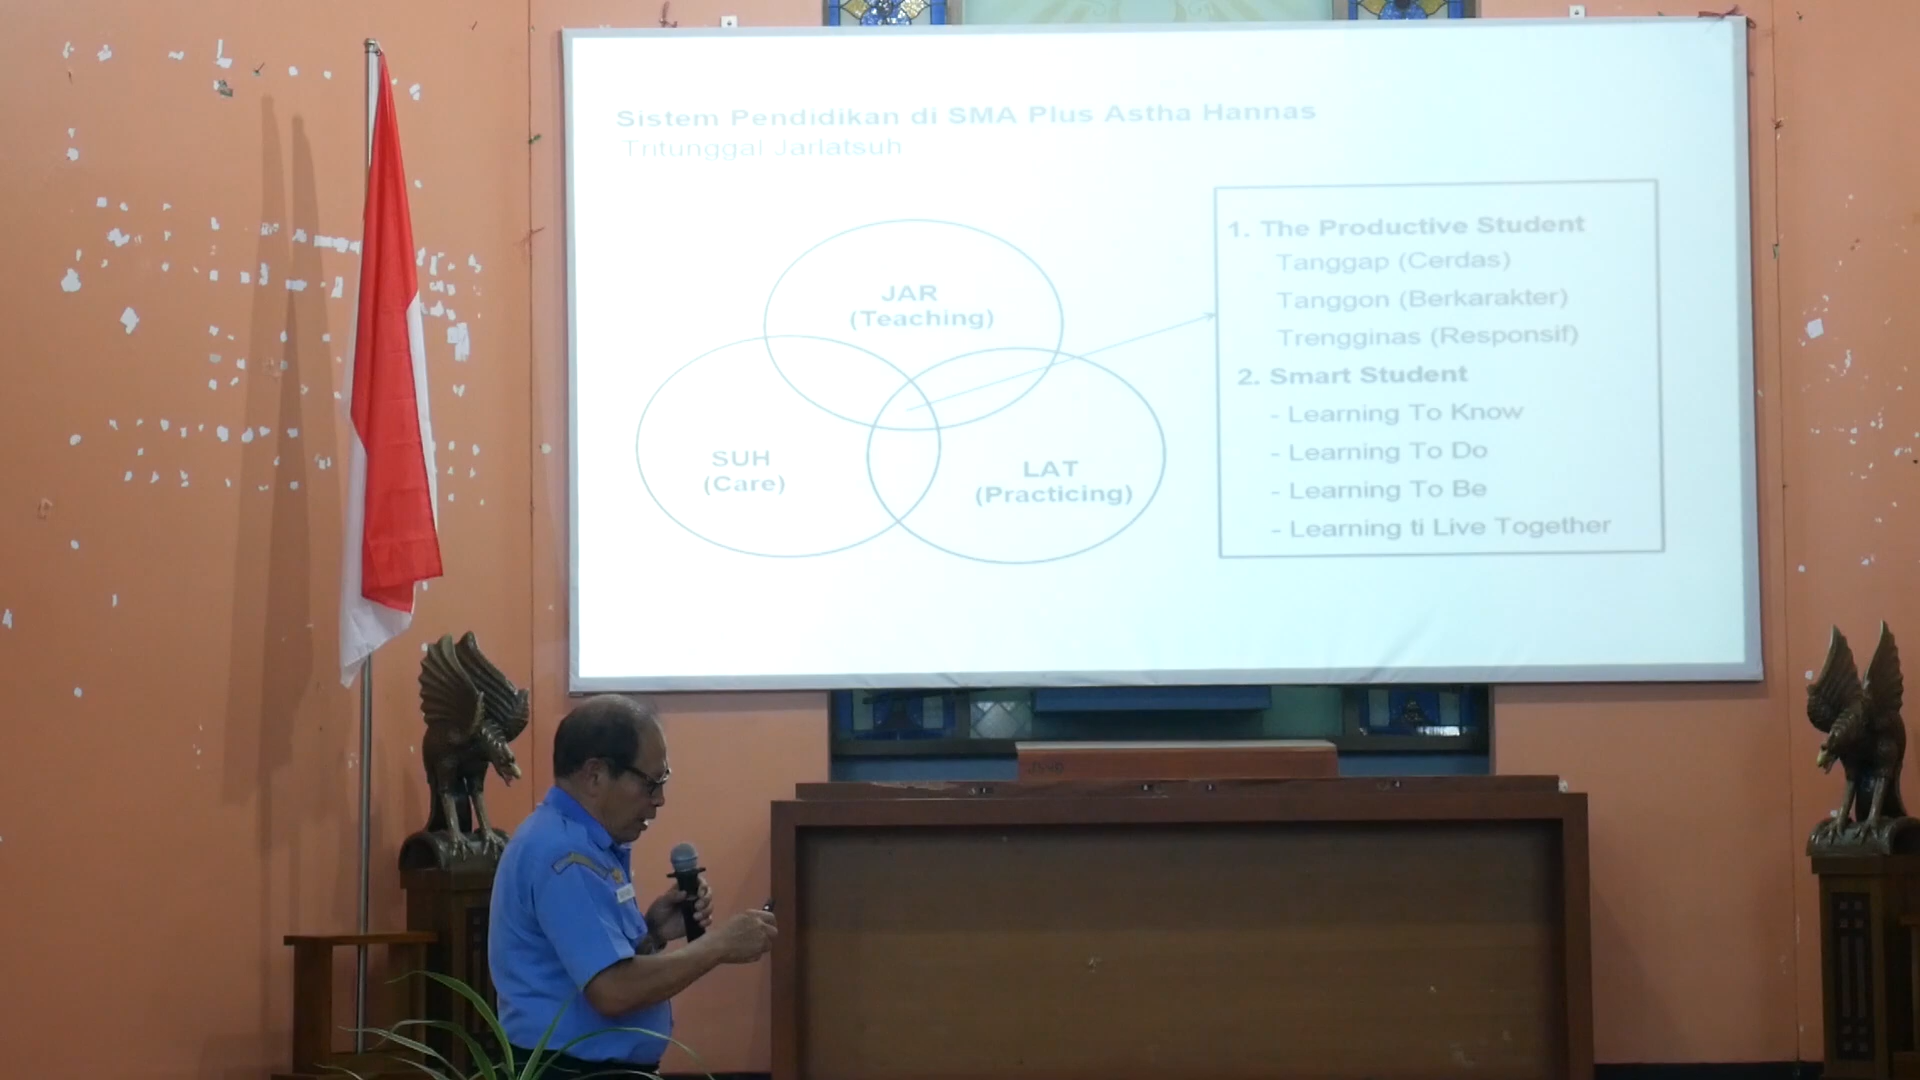 Sistem Pendidikan di SMA Plus Astha Hannas
Tritunggal Jarlatsuh
JAR
(Teaching)
SUH
(Care)
LAT
(Practicing)
1. The Productive Student
Tanggap (Cerdas)
Tanggon (Berkarakter)
Trengginas (Responsif)
2. Smart Student
- Learning To Know
- Learning To Do
- Learning To Be
- Learning ti Live Together